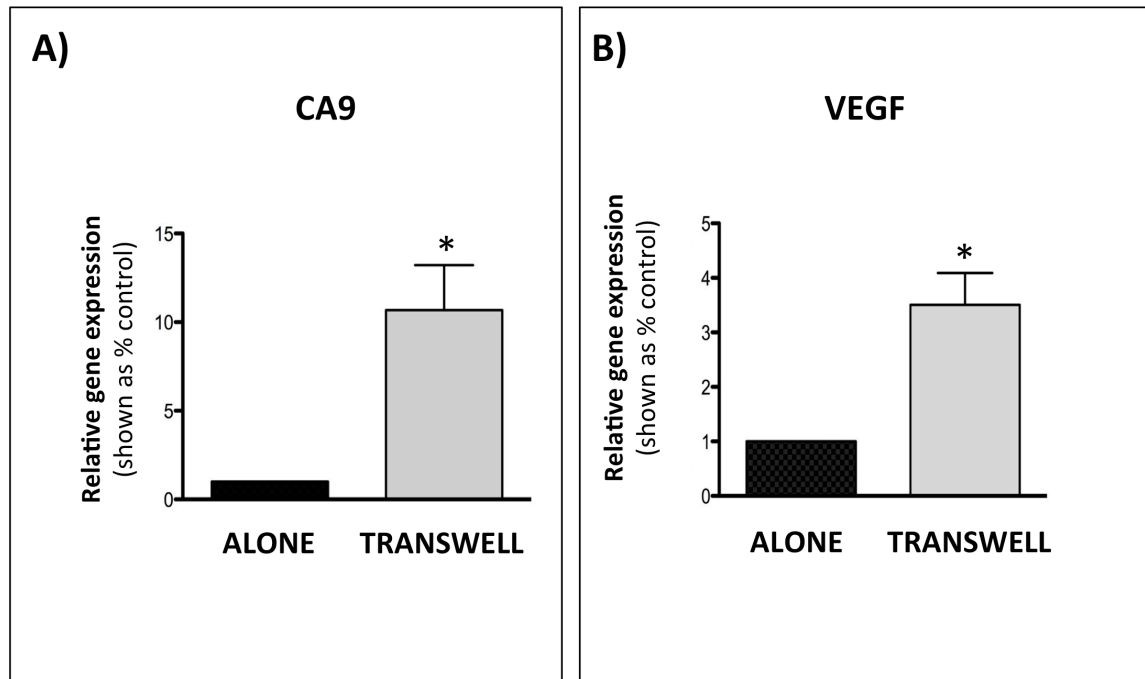 A)
CA9
Relative gene expression
(shown as % control)
15
10
5
0
*
ALONE TRANSWELL
B)
VEGF
Relative gene expression
(shown as % control)
5
4
3
2
1
0
*
ALONE TRANSWELL